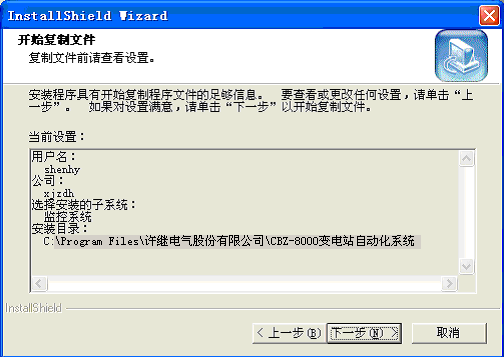 InstallShield Wizard
开始复制文件
复制文件前请查看设置。
安装程序具有开始复制程序文件的足够信息。 要查看或更改任何设置，请单击“上
一步”。 如果对设置满意，请单击“下一步”以开始复制文件。
当前设置：
用户名：
shenhy
公司：
xjzdh
选择安装的子系统：
监控系统
安装目录：
C:\Program Files\许继电气股份有限公司\CBZ-8000变电站自动化系统
InstallShield
< 上一步(B) 下一步(N) > 取消